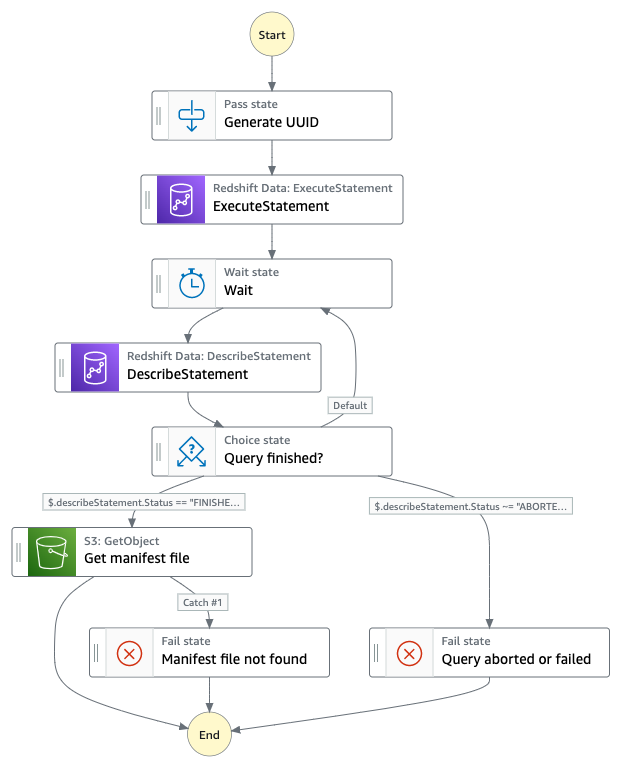 Start
Pass state
Generate UUID
Redshift Data: ExecuteStatement
ExecuteStatement
Wait state
Wait
Redshift Data: DescribeStatement
DescribeStatement
Default
Choice state
Query finished?
$.describeStatement.Status == "FINISHE...
$.describeStatement.Status ~= "ABORTE...
S3: GetObject
Get manifest file
Catch #1
Fail state
Manifest file not found
Fail state
Query aborted or failed
End